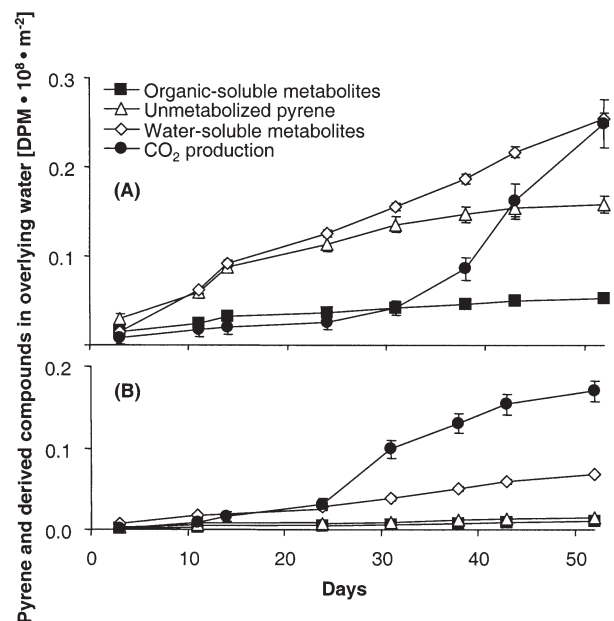 Pyrene and derived compounds in overlying water [DPM • 10⁸ • m⁻²]
0.3
0.2
0.1
Organic-soluble metabolites
Unmetabolized pyrene
Water-soluble metabolites
CO₂ production
(A)
0.2
0.1
0.0
(B)
0 10 20 30 40 50
Days